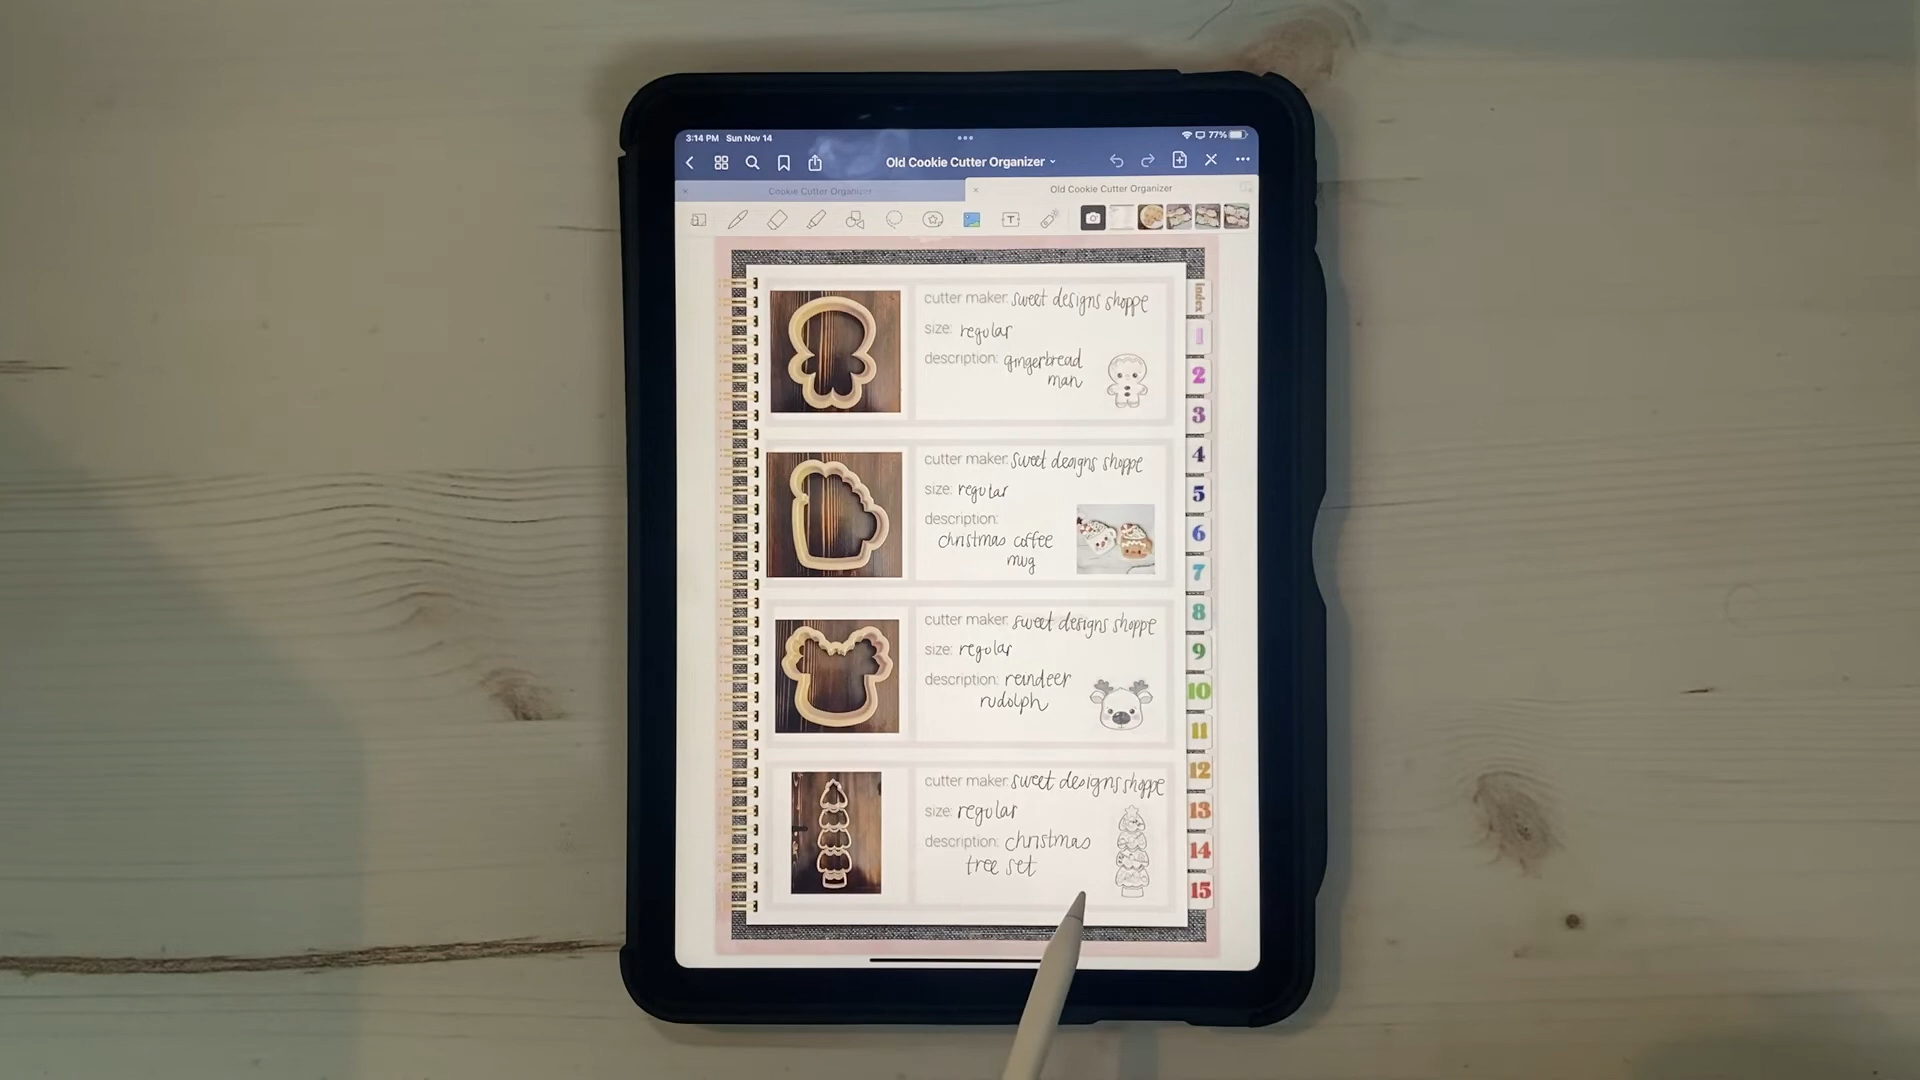 3:14 PM Sun Nov 14
77%
Old Cookie Cutter Organizer
Cookie Cutter Organizer
Old Cookie Cutter Organizer
T
Index
cutter maker: sweet designs shoppe
size: regular
description: gingerbread
man
1
2
3
4
cutter maker: sweet designs shoppe
size: regular
description:
christmas coffee
mug
5
6
7
8
cutter maker: sweet designs shoppe
size: regular
description: reindeer
rudolph
9
10
11
12
cutter maker: sweet designs shoppe
size: regular
description: christmas
tree set
13
14
15